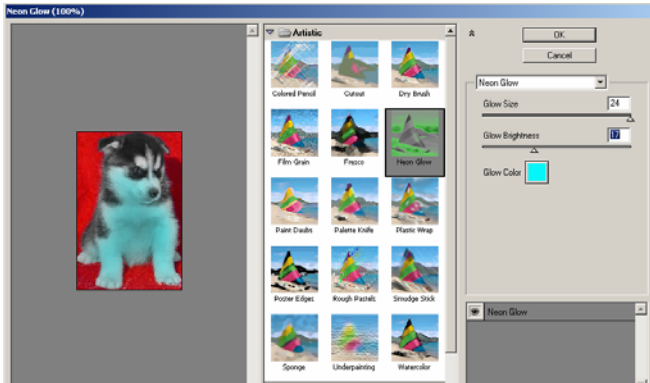 Neon Glow (100%)
Artistic
OK
Cancel
Colored Pencil
Cutout
Dry Brush
Neon Glow
Glow Size
24
Glow Brightness
17
Glow Color
Film Grain
Fresco
Neon Glow
Paint Daubs
Palette Knife
Plastic Wrap
Poster Edges
Rough Pastels
Smudge Stick
Neon Glow
Sponge
Underpainting
Watercolor